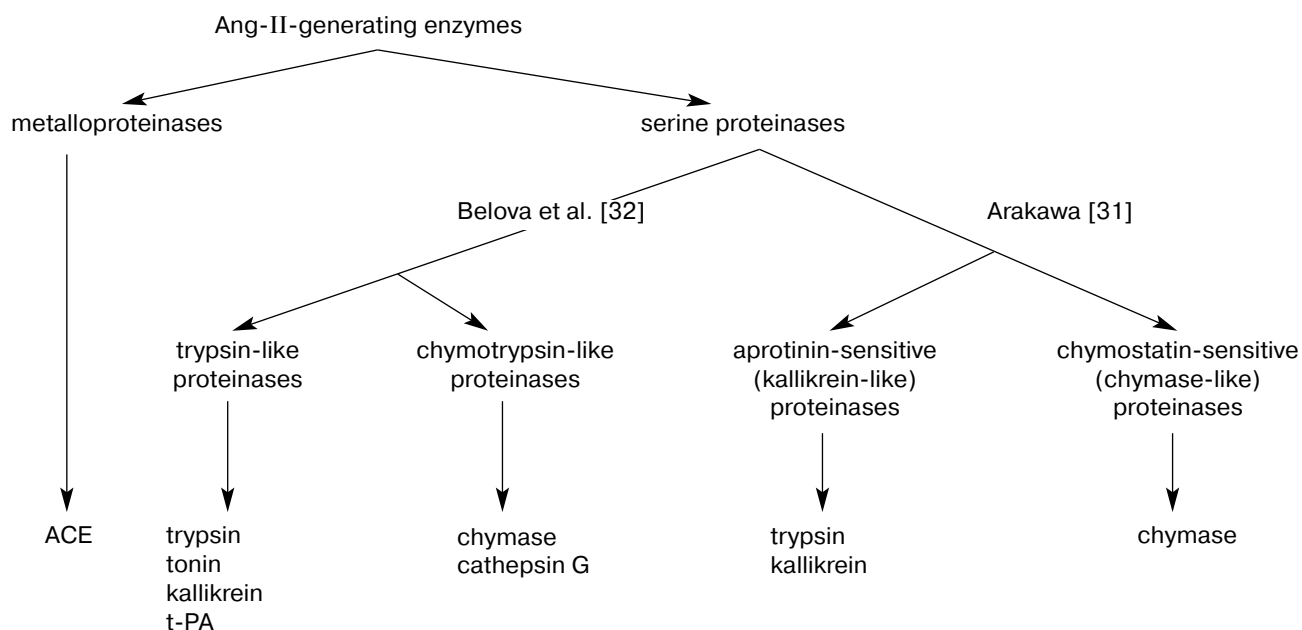 Ang-II-generating enzymes
metalloproteinases
serine proteinases
Belova et al. [32]
Arakawa [31]
trypsin-like
proteinases
chymotrypsin-like
proteinases
aprotinin-sensitive
(kallikrein-like)
proteinases
chymostatin-sensitive
(chymase-like)
proteinases
ACE
trypsin
tonin
kallikrein
t-PA
chymase
cathepsin G
trypsin
kallikrein
chymase